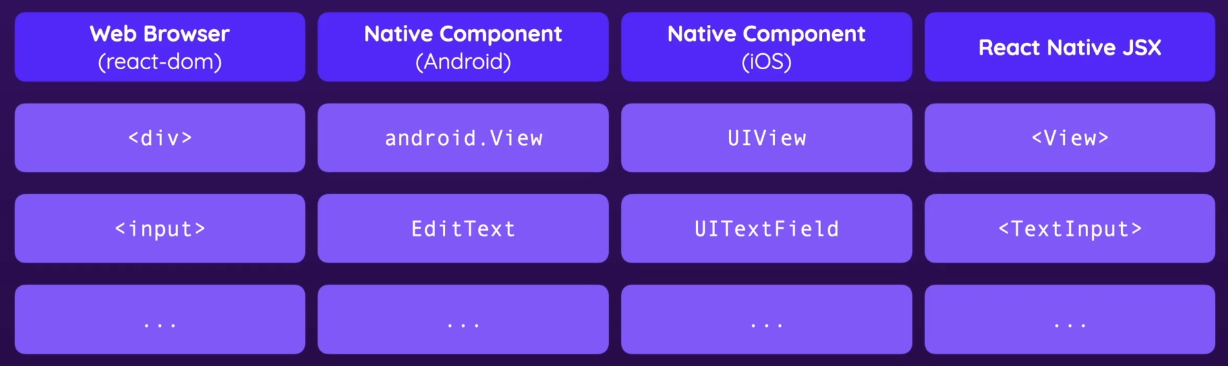 Web Browser
(react-dom)
Native Component
(Android)
Native Component
(iOS)
React Native JSX
<div>
android.View
UIView
<View>
<input>
EditText
UITextField
<TextInput>
...
...
...
...